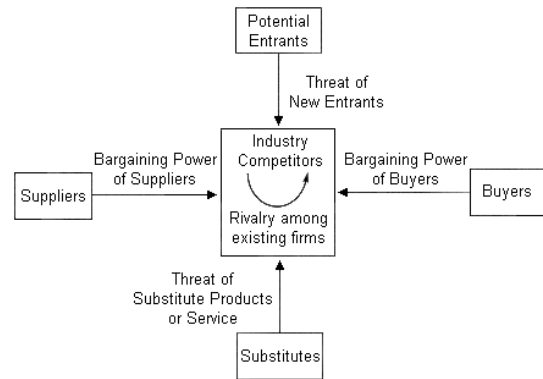 Potential
Entrants
Threat of
New Entrants
Industry
Competitors
Bargaining Power
of Suppliers
Bargaining Power
of Buyers
Suppliers
Buyers
Rivalry among
existing firms
Threat of
Substitute Products
or Service
Substitutes